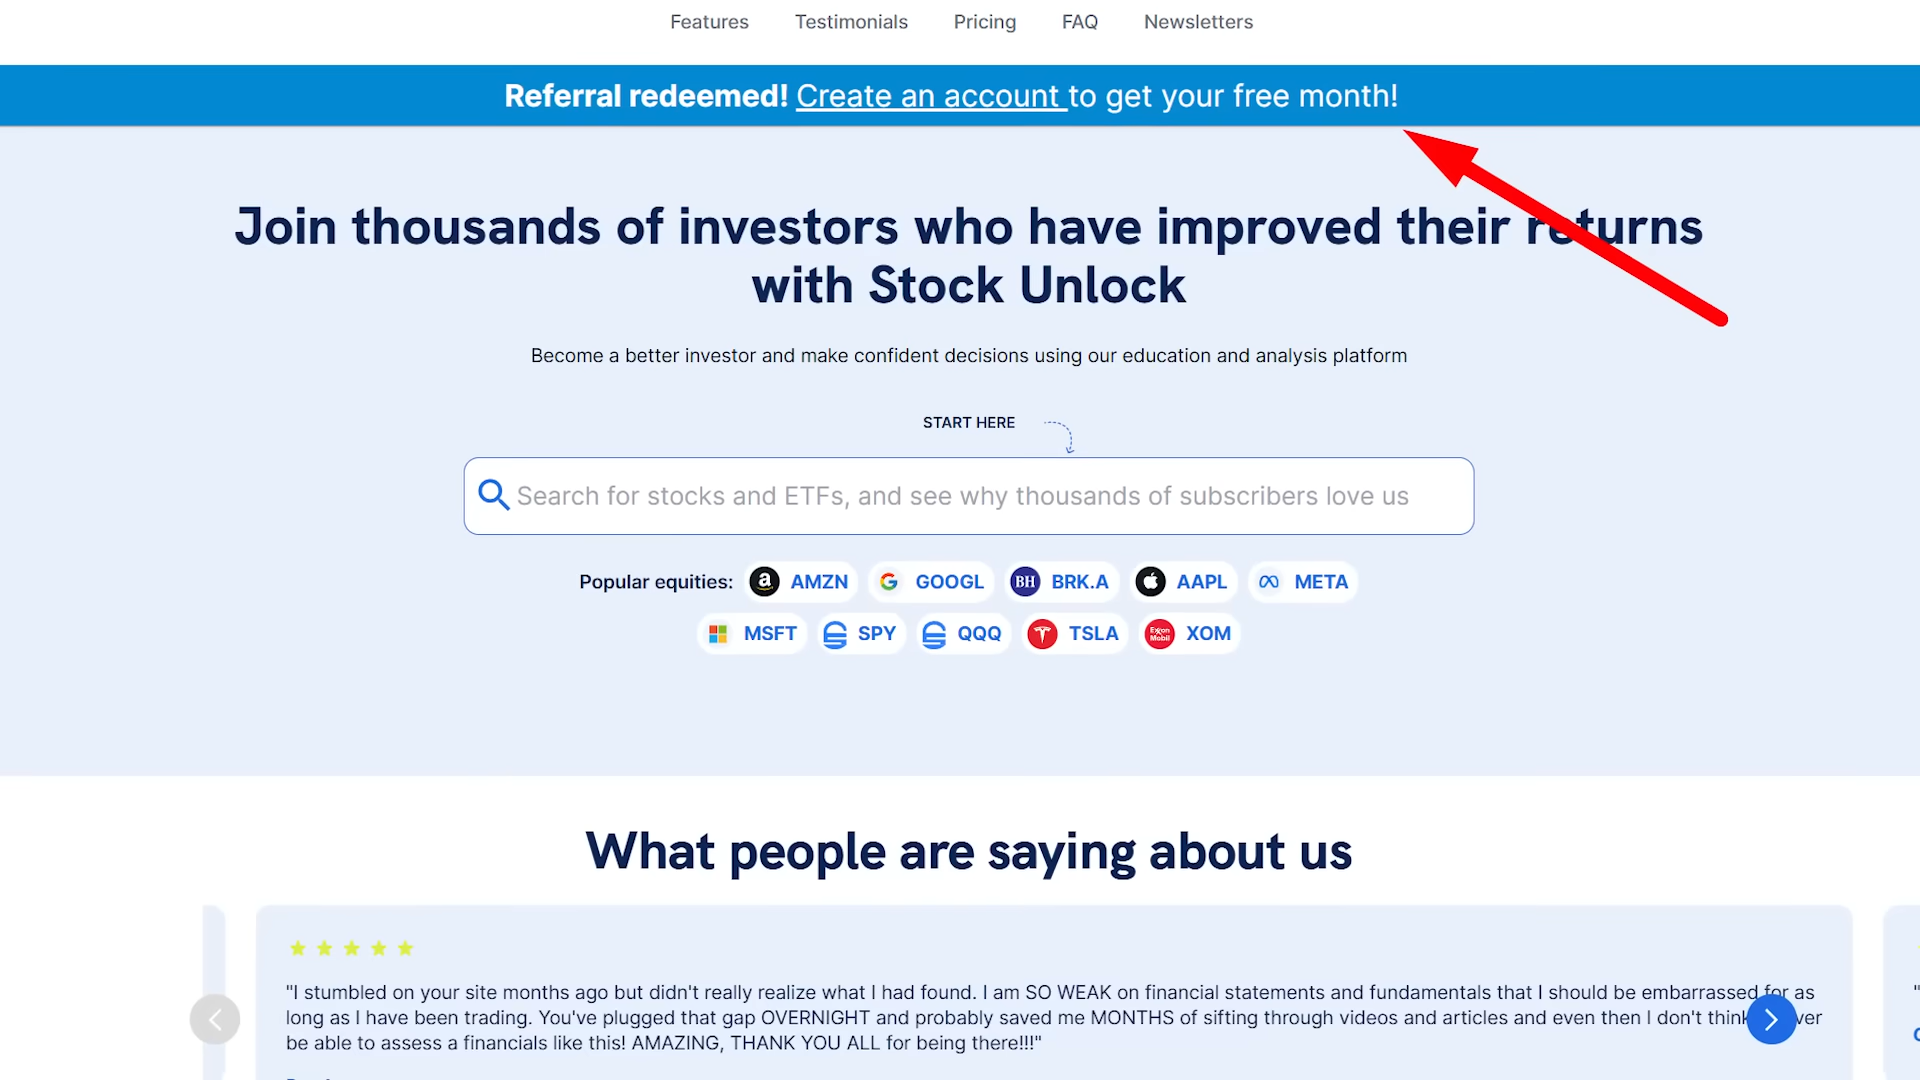 Features Testimonials Pricing FAQ Newsletters
Referral redeemed! Create an account to get your free month!
Join thousands of investors who have improved their returns
with Stock Unlock
Become a better investor and make confident decisions using our education and analysis platform
START HERE
Search for stocks and ETFs, and see why thousands of subscribers love us
Popular equities: a AMZN G GOOGL BH BRK.A AAPL META
MSFT SPY QQQ TSLA Exxon Mobil XOM
What people are saying about us
"I stumbled on your site months ago but didn't really realize what I had found. I am SO WEAK on financial statements and fundamentals that I should be embarrassed for as
long as I have been trading. You've plugged that gap OVERNIGHT and probably saved me MONTHS of sifting through videos and articles and even then I don't think
be able to assess a financials like this! AMAZING, THANK YOU ALL for being there!!!"